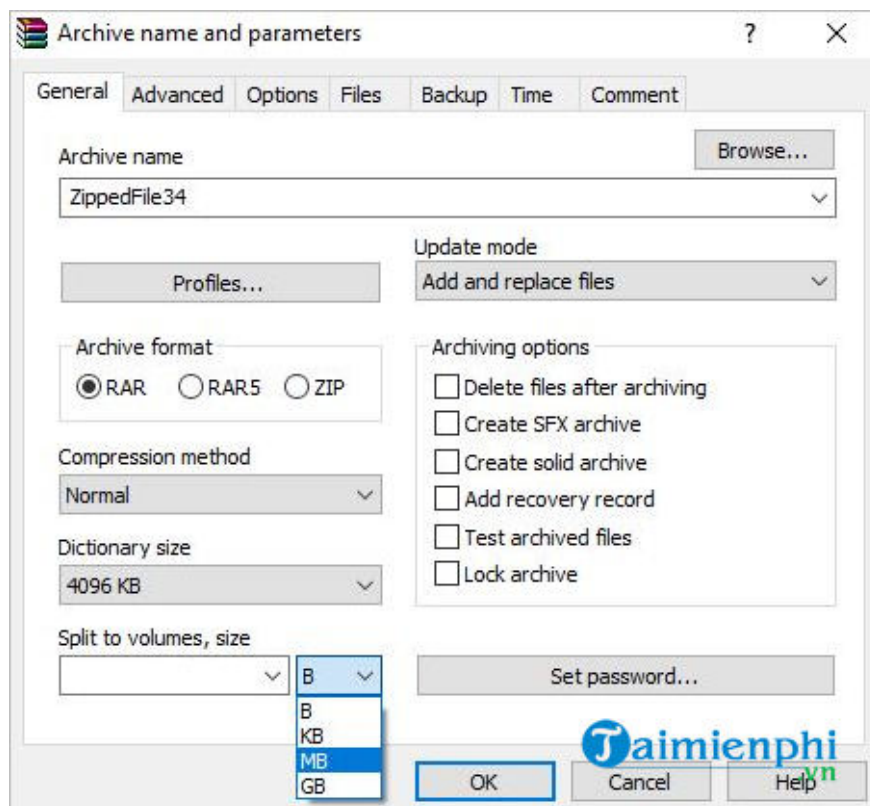 Archive name and parameters
?
General Advanced Options Files Backup Time Comment
Archive name
Browse...
ZippedFile34
Update mode
Profiles...
Add and replace files
Archive format
RAR RAR5 ZIP
Archiving options
Delete files after archiving
Create SFX archive
Create solid archive
Add recovery record
Test archived files
Lock archive
Compression method
Normal
Dictionary size
4096 KB
Split to volumes, size
B
B
KB
MB
GB
Set password...
Taimienphi
.vn
OK Cancel Help